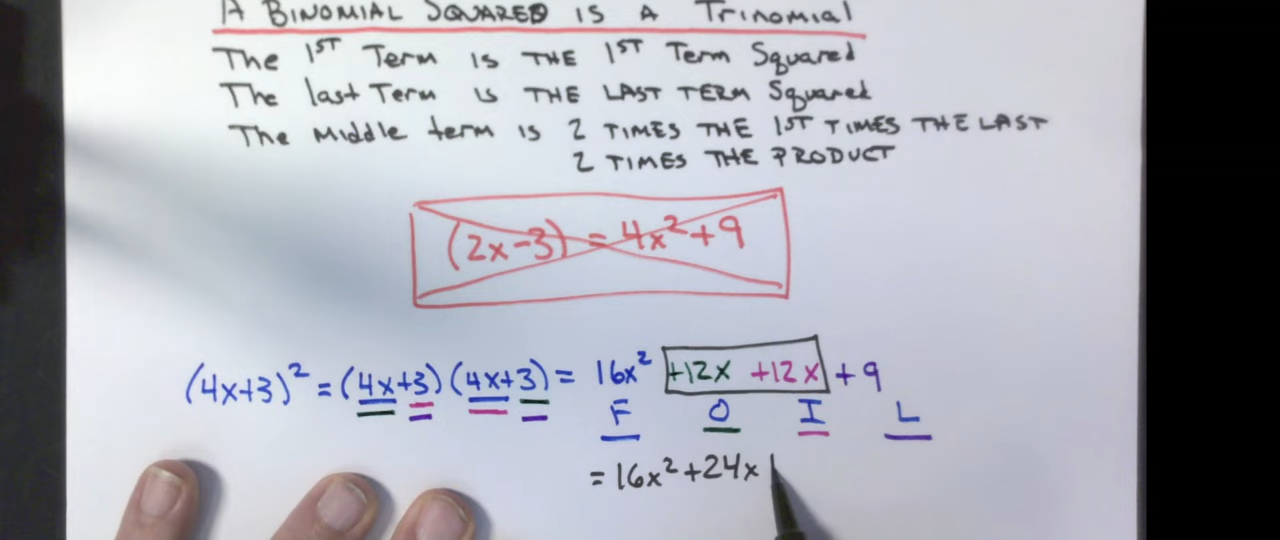 A BINOMIAL SQUARED IS A Trinomial
The 1ST Term is THE 1ST Term Squared
The last Term is THE LAST TERM Squared
The Middle term is 2 TIMES THE 1ST TIMES THE LAST
2 TIMES THE PRODUCT
(2x-3) = 4x²+9
(4x+3)² = (4x+3)(4x+3) = 16x² +12x +12x +9
F O I L
= 16x² +24x